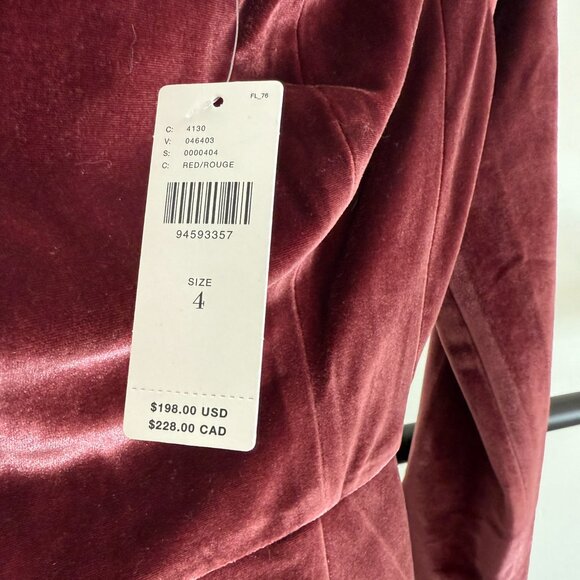 FL_76
C: 4130
V: 046403
S: 0000404
C: RED/ROUGE
94593357
SIZE
4
$198.00 USD
$228.00 CAD